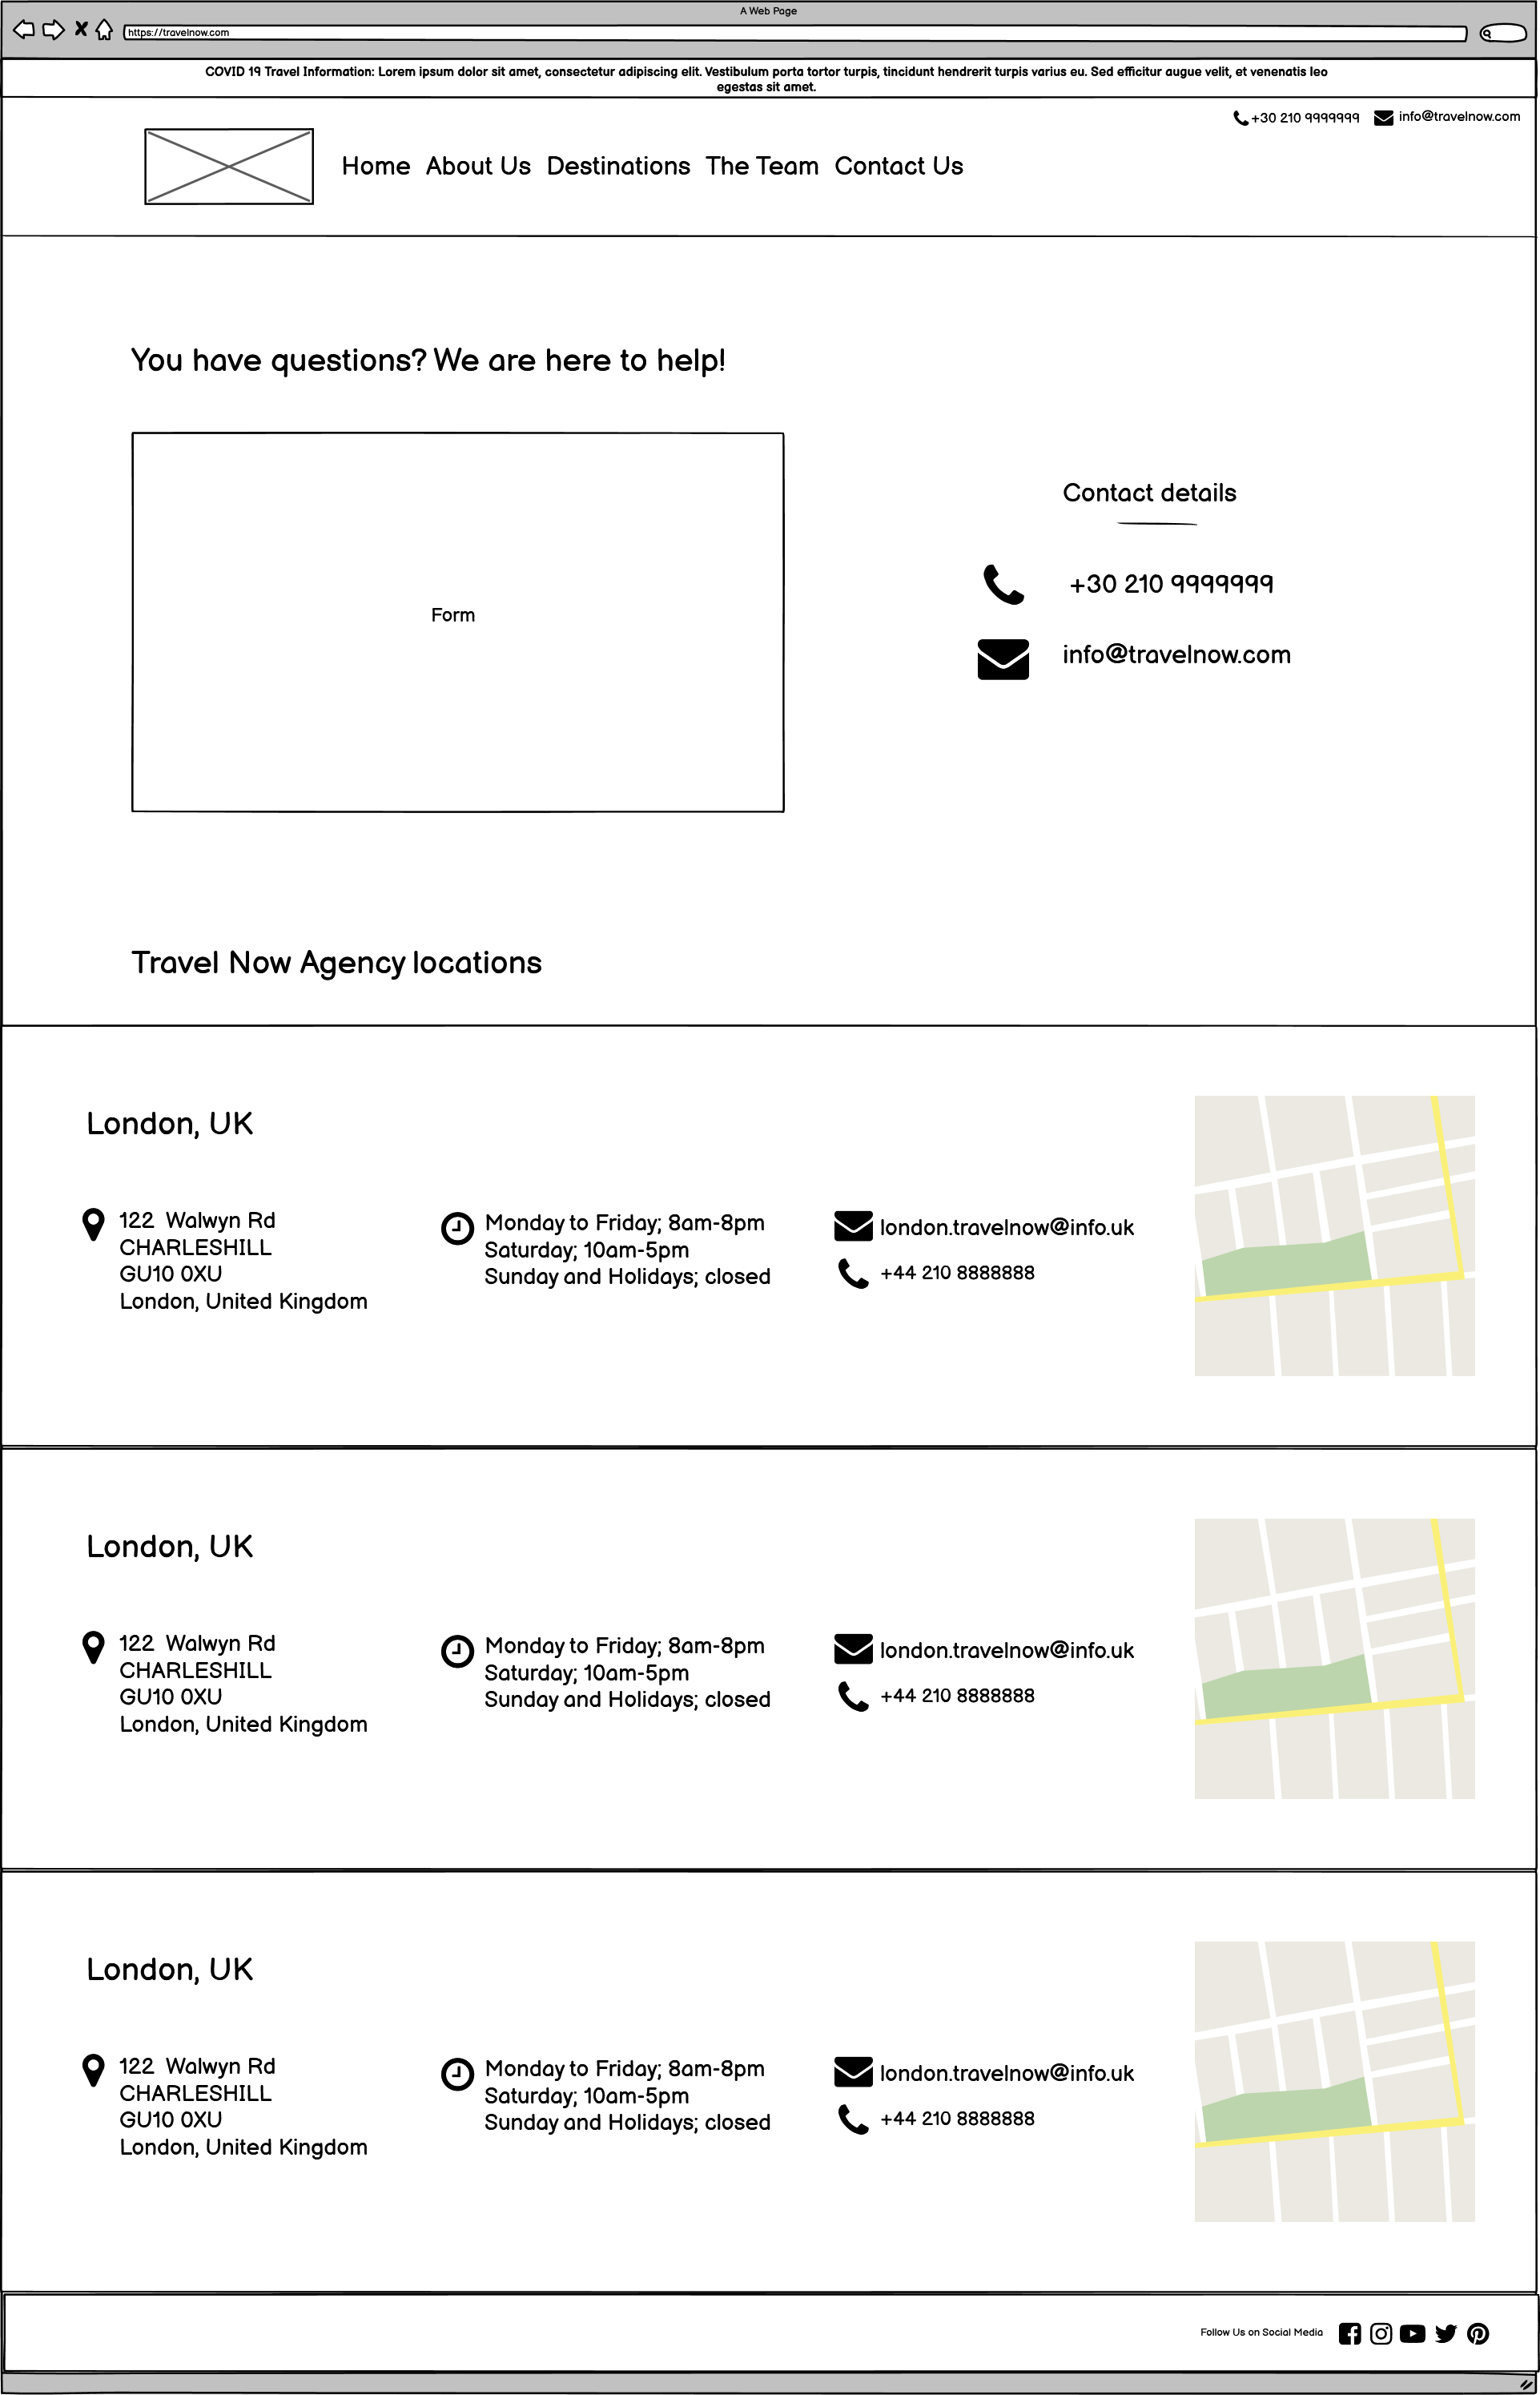 A Web Page
https://travelnow.com
COVID 19 Travel Information: Lorem ipsum dolor sit amet, consectetur adipiscing elit. Vestibulum porta tortor turpis, tincidunt hendrerit turpis varius eu. Sed efficitur augue velit, et venenatis leo
egestas sit amet.
+30 210 9999999 info@travelnow.com
Home About Us Destinations The Team Contact Us
You have questions? We are here to help!
Form
Contact details
+30 210 9999999
info@travelnow.com
Travel Now Agency locations
London, UK
122 Walwyn Rd
CHARLESHILL
GU10 0XU
London, United Kingdom
Monday to Friday; 8am-8pm
Saturday; 10am-5pm
Sunday and Holidays; closed
london.travelnow@info.uk
+44 210 8888888
London, UK
122 Walwyn Rd
CHARLESHILL
GU10 0XU
London, United Kingdom
Monday to Friday; 8am-8pm
Saturday; 10am-5pm
Sunday and Holidays; closed
london.travelnow@info.uk
+44 210 8888888
London, UK
122 Walwyn Rd
CHARLESHILL
GU10 0XU
London, United Kingdom
Monday to Friday; 8am-8pm
Saturday; 10am-5pm
Sunday and Holidays; closed
london.travelnow@info.uk
+44 210 8888888
Follow Us on Social Media